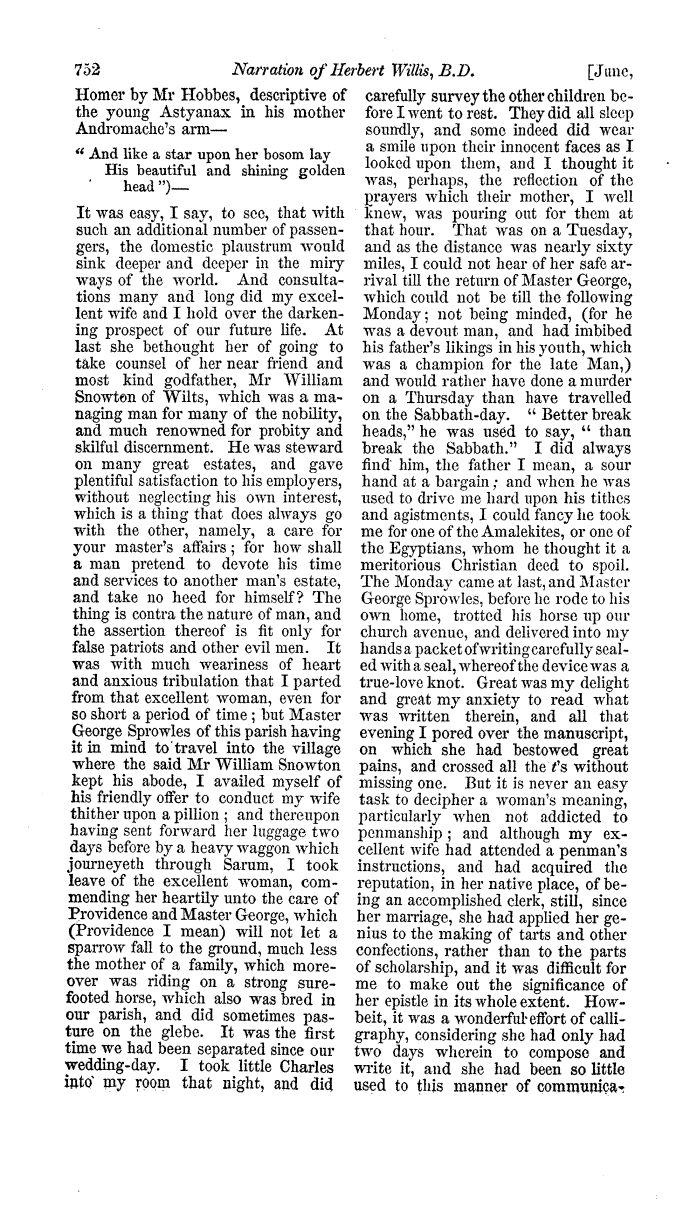 752 Narration of Herbert Willis, B.D. [June,
Homer by Mr Hobbes, descriptive of
the young Astyanax in his mother
Andromache's arm—
" And like a star upon her bosom lay
His beautiful and shining golden
head ")—
It was easy, I say, to see, that with
such an additional number of passen-
gers, the domestic plaustrum would
sink deeper and deeper in the miry
ways of the world. And consulta-
tions many and long did my excel-
lent wife and I hold over the darken-
ing prospect of our future life. At
last she bethought her of going to
take counsel of her near friend and
most kind godfather, Mr William
Snowton of Wilts, which was a ma-
naging man for many of the nobility,
and much renowned for probity and
skilful discernment. He was steward
on many great estates, and gave
plentiful satisfaction to his employers,
without neglecting his own interest,
which is a thing that does always go
with the other, namely, a care for
your master's affairs ; for how shall
a man pretend to devote his time
and services to another man's estate,
and take no heed for himself? The
thing is contra the nature of man, and
the assertion thereof is fit only for
false patriots and other evil men. It
was with much weariness of heart
and anxious tribulation that I parted
from that excellent woman, even for
so short a period of time ; but Master
George Sprowles of this parish having
it in mind to travel into the village
where the said Mr William Snowton
kept his abode, I availed myself of
his friendly offer to conduct my wife
thither upon a pillion ; and thereupon
having sent forward her luggage two
days before by a heavy waggon which
journeyeth through Sarum, I took
leave of the excellent woman, com-
mending her heartily unto the care of
Providence and Master George, which
(Providence I mean) will not let a
sparrow fall to the ground, much less
the mother of a family, which more-
over was riding on a strong sure-
footed horse, which also was bred in
our parish, and did sometimes pas-
ture on the glebe. It was the first
time we had been separated since our
wedding-day. I took little Charles
into my room that night, and did
carefully survey the other children be-
fore I went to rest. They did all sleep
soundly, and some indeed did wear
a smile upon their innocent faces as I
looked upon them, and I thought it
was, perhaps, the reflection of the
prayers which their mother, I well
knew, was pouring out for them at
that hour. That was on a Tuesday,
and as the distance was nearly sixty
miles, I could not hear of her safe ar-
rival till the return of Master George,
which could not be till the following
Monday ; not being minded, (for he
was a devout man, and had imbibed
his father's likings in his youth, which
was a champion for the late Man,)
and would rather have done a murder
on a Thursday than have travelled
on the Sabbath-day. " Better break
heads," he was used to say, " than
break the Sabbath." I did always
find him, the father I mean, a sour
hand at a bargain ; and when he was
used to drive me hard upon his tithes
and agistments, I could fancy he took
me for one of the Amalekites, or one of
the Egyptians, whom he thought it a
meritorious Christian deed to spoil.
The Monday came at last, and Master
George Sprowles, before he rode to his
own home, trotted his horse up our
church avenue, and delivered into my
hands a packet of writing carefully seal-
ed with a seal, whereof the device was a
true-love knot. Great was my delight
and great my anxiety to read what
was written therein, and all that
evening I pored over the manuscript,
on which she had bestowed great
pains, and crossed all the t's without
missing one. But it is never an easy
task to decipher a woman's meaning,
particularly when not addicted to
penmanship ; and although my ex-
cellent wife had attended a penman's
instructions, and had acquired the
reputation, in her native place, of be-
ing an accomplished clerk, still, since
her marriage, she had applied her ge-
nius to the making of tarts and other
confections, rather than to the parts
of scholarship, and it was difficult for
me to make out the significance of
her epistle in its whole extent. How-
beit, it was a wonderful effort of calli-
graphy, considering she had only had
two days wherein to compose and
write it, and she had been so little
used to this manner of communica-